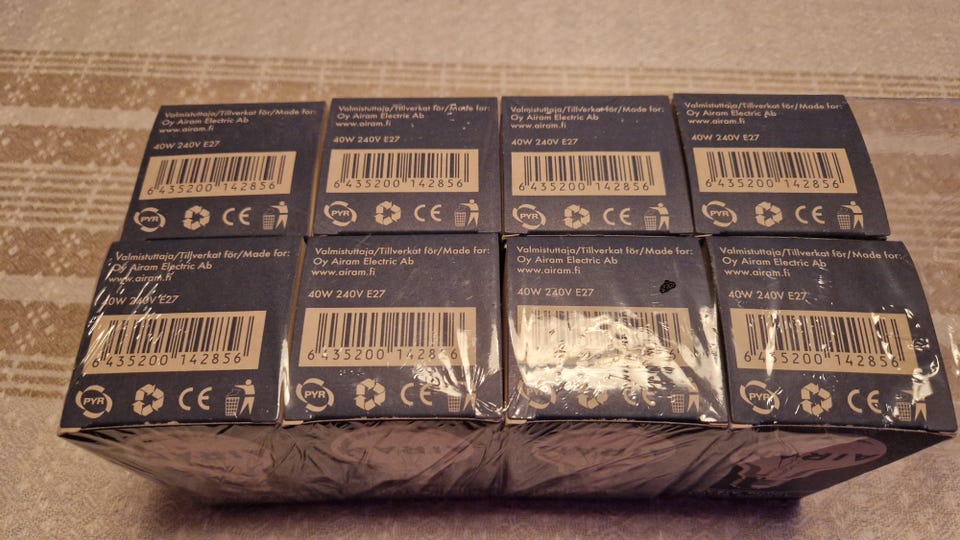 Valmistuttaja/Tillverkat för/Made for:
Oy Airam Electric Ab
www.airam.fi
40W 240V E27
6 435200 142856
PYR
CE
Valmistuttaja/Tillverkat för/Made for:
Oy Airam Electric Ab
www.airam.fi
40W 240V E27
6 435200 142856
PYR
CE
Valmistuttaja/Tillverkat för/Made for:
Oy Airam Electric Ab
www.airam.fi
40W 240V E27
6 435200 142856
PYR
CE
Valmistuttaja/Tillverkat för/Made for:
Oy Airam Electric Ab
www.airam.fi
40W 240V E27
6 435200 142856
PYR
CE
Valmistuttaja/Tillverkat för/Made for:
Oy Airam Electric Ab
www.airam.fi
40W 240V E27
6 435200 142856
PYR
CE
Valmistuttaja/Tillverkat för/Made for:
Oy Airam Electric Ab
www.airam.fi
40W 240V E27
6 435200 142856
PYR
CE
Valmistuttaja/Tillverkat för/Made for:
Oy Airam Electric Ab
www.airam.fi
40W 240V E27
CE
Valmistuttaja/Tillverkat för/Made for:
Oy Airam Electric Ab
www.airam.fi
40W 240V E27
6 435200 142856
PYR
CE